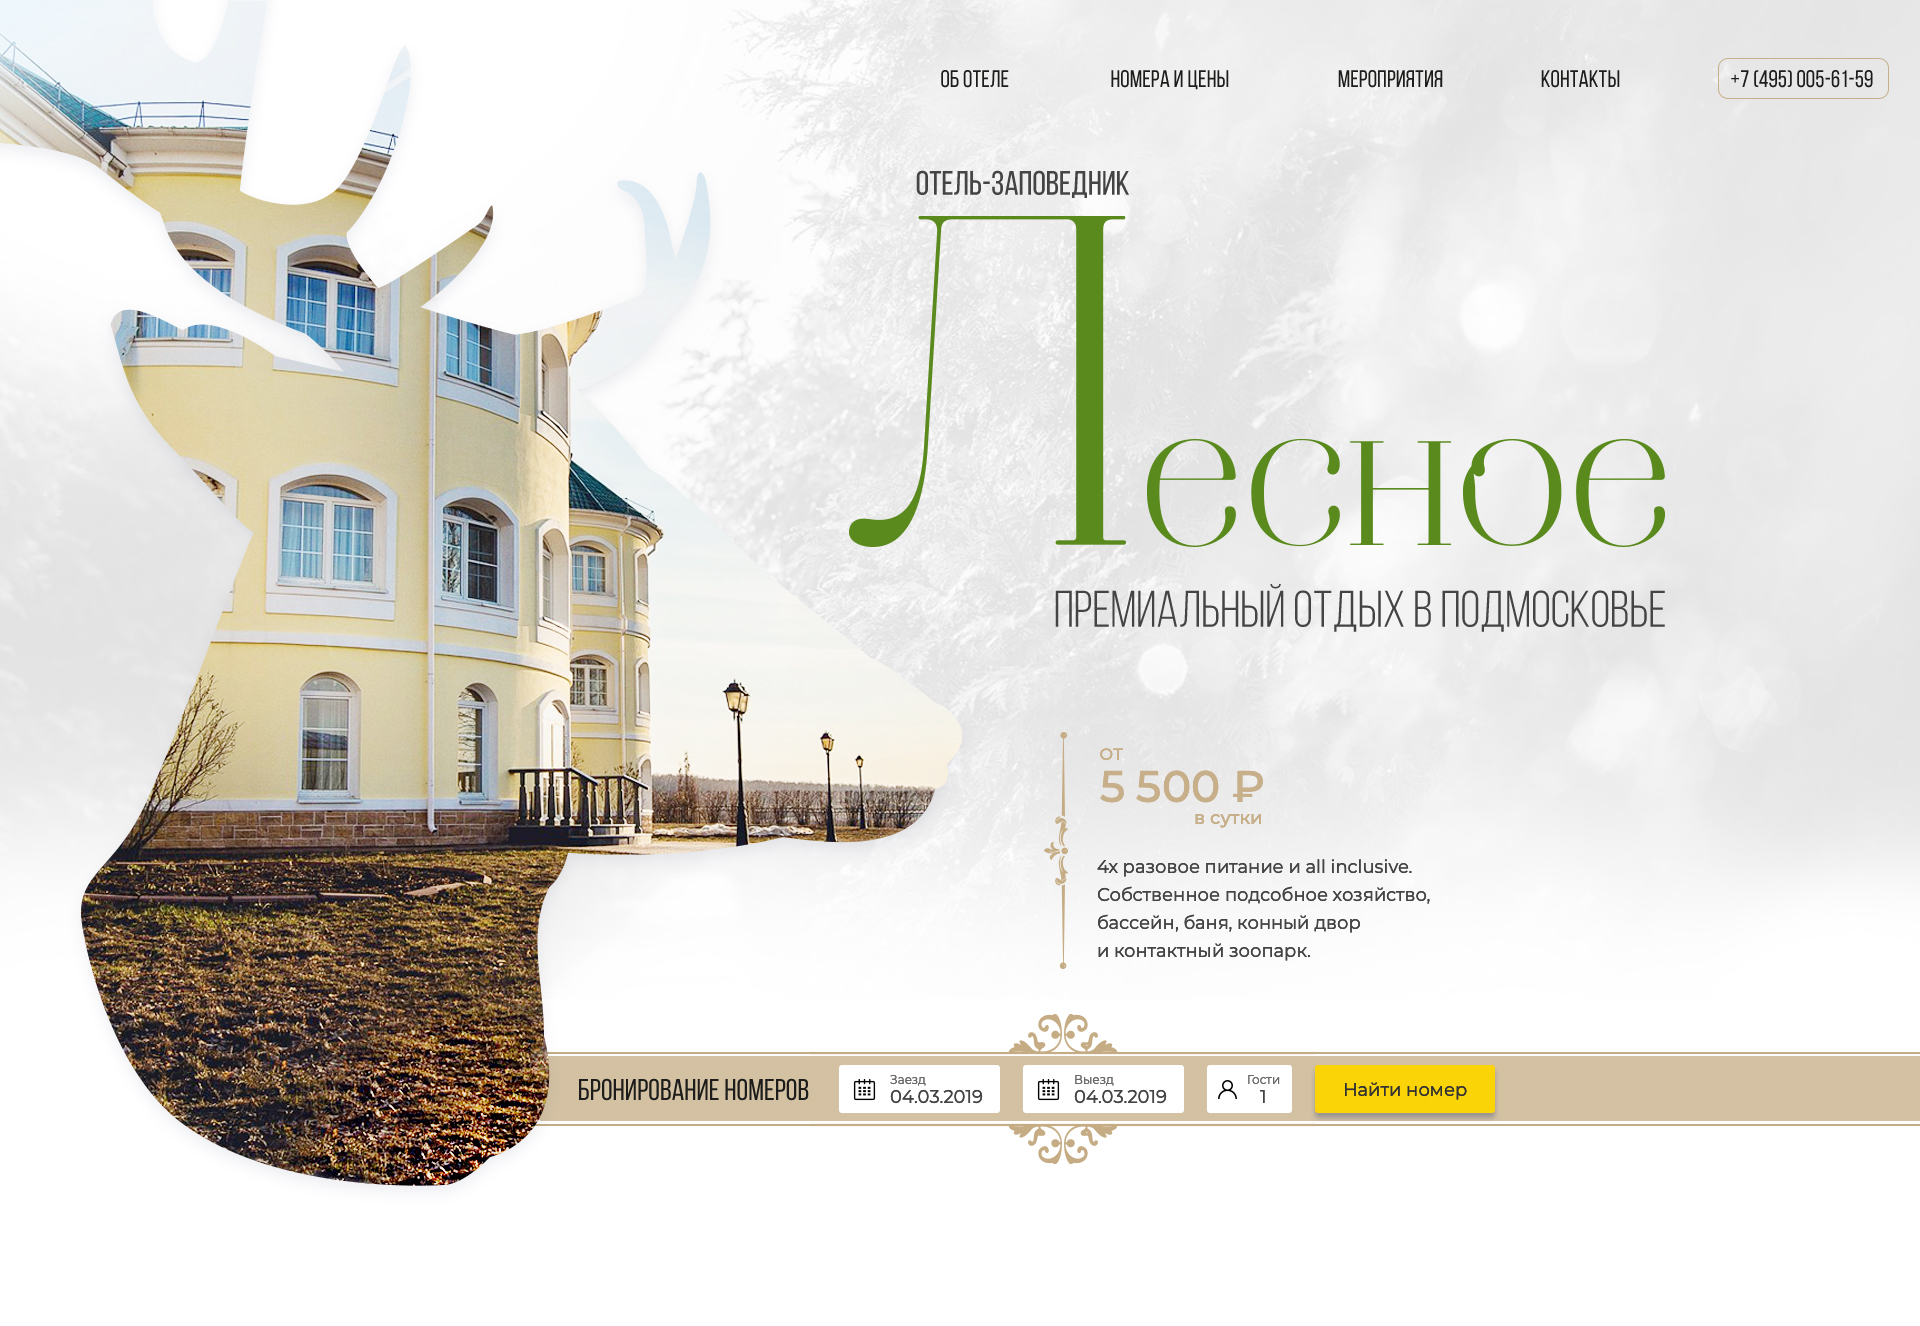 ОБ ОТЕЛЕ НОМЕРА И ЦЕНЫ МЕРОПРИЯТИЯ КОНТАКТЫ +7 (495) 005-61-59
ОТЕЛЬ-ЗАПОВЕДНИК
Лесное
ПРЕМИАЛЬНЫЙ ОТДЫХ В ПОДМОСКОВЬЕ
от
5 500 ₽
в сутки
4х разовое питание и all inclusive.
Собственное подсобное хозяйство,
бассейн, баня, конный двор
и контактный зоопарк.
БРОНИРОВАНИЕ НОМЕРОВ
Заезд
04.03.2019
Выезд
04.03.2019
Гости
1
Найти номер